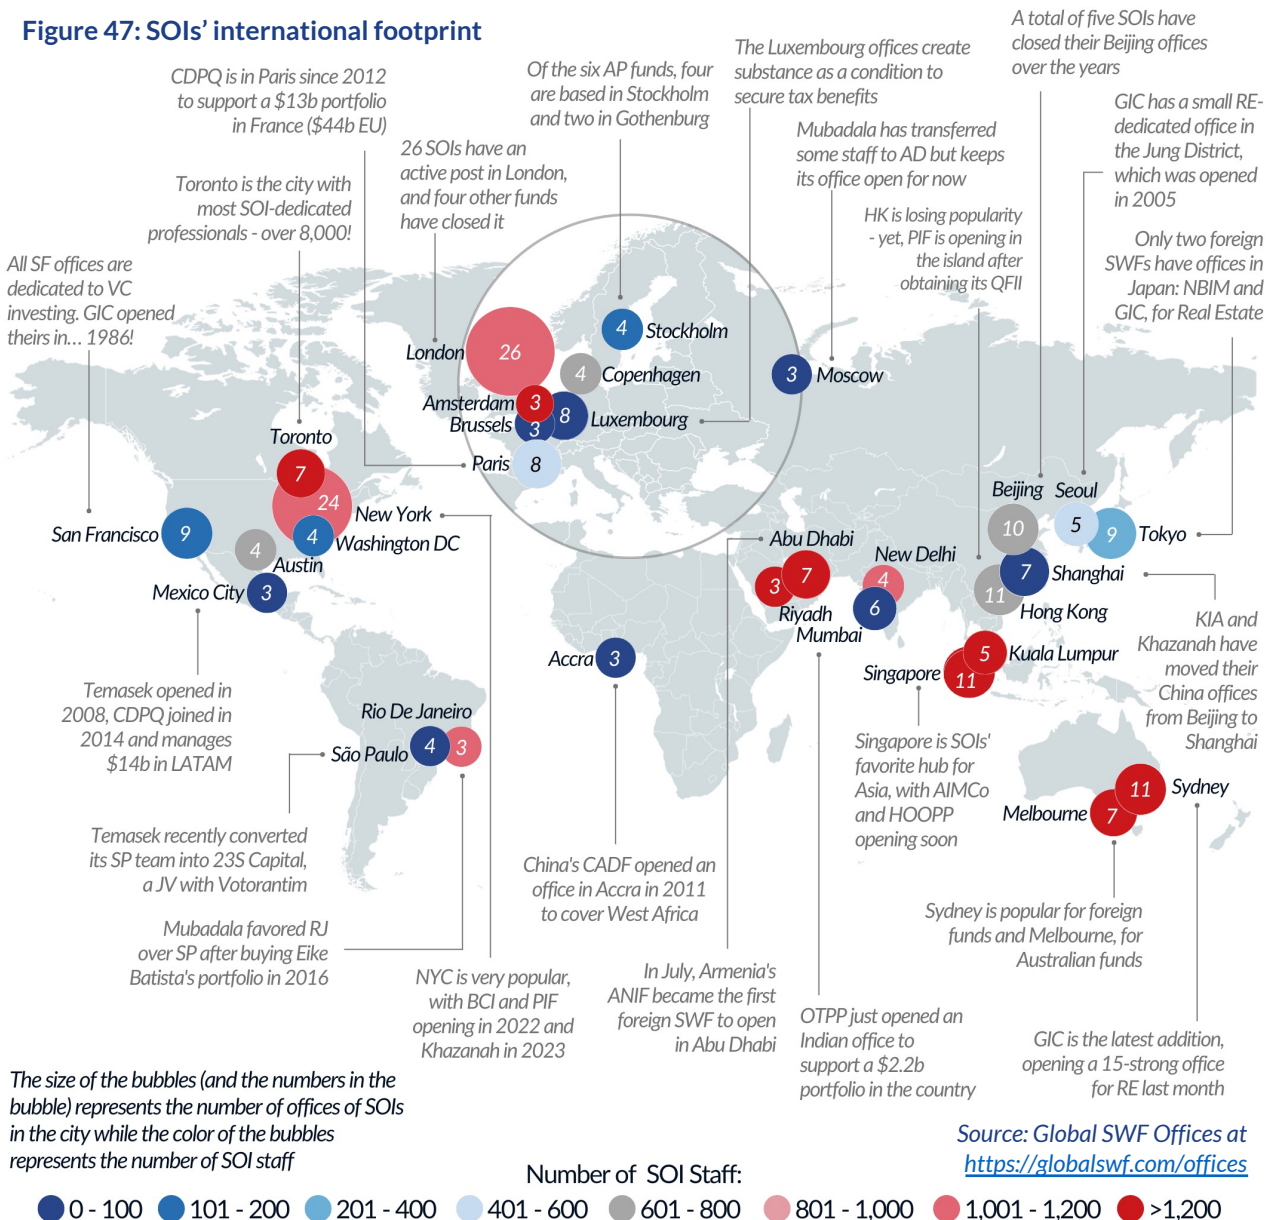 Figure 47: SOIs' international footprint
CDPQ is in Paris since 2012
to support a $13b portfolio
in France ($44b EU)
Toronto is the city with
most SOI-dedicated
professionals - over 8,000!
All SF offices are
dedicated to VC
investing. GIC opened
theirs in... 1986!
26 SOIs have an
active post in London,
and four other funds
have closed it
Of the six AP funds, four
are based in Stockholm
and two in Gothenburg
The Luxembourg offices create
substance as a condition to
secure tax benefits
Mubadala has transferred
some staff to AD but keeps
its office open for now
HK is losing popularity
- yet, PIF is opening in
the island after
obtaining its QFII
A total of five SOIs have
closed their Beijing offices
over the years
GIC has a small RE-
dedicated office in
the Jung District,
which was opened
in 2005
Only two foreign
SWFs have offices in
Japan: NBIM and
GIC, for Real Estate
London 26
4 Stockholm
4 Copenhagen
3 Moscow
Amsterdam 3
Brussels 3
8 Luxembourg
Paris 8
Toronto
7
24 New York
San Francisco 9
4 Washington DC
4
Austin
Mexico City 3
Beijing
10
Seoul
5
9 Tokyo
7 Shanghai
11
Hong Kong
Abu Dhabi
7
3
Riyadh
New Delhi
4
6
Mumbai
Accra 3
5 Kuala Lumpur
Singapore 11
Rio De Janeiro
3
São Paulo 4
11 Sydney
Melbourne 7
Temasek opened in
2008, CDPQ joined in
2014 and manages
$14b in LATAM
Temasek recently converted
its SP team into 23S Capital,
a JV with Votorantim
Mubadala favored RJ
over SP after buying Eike
Batista's portfolio in 2016
NYC is very popular,
with BCI and PIF
opening in 2022 and
Khazanah in 2023
China's CADF opened an
office in Accra in 2011
to cover West Africa
In July, Armenia's
ANIF became the first
foreign SWF to open
in Abu Dhabi
OTPP just opened an
Indian office to
support a $2.2b
portfolio in the country
Singapore is SOIs'
favorite hub for
Asia, with AIMCo
and HOOPP
opening soon
KIA and
Khazanah have
moved their
China offices
from Beijing to
Shanghai
Sydney is popular for foreign
funds and Melbourne, for
Australian funds
GIC is the latest addition,
opening a 15-strong office
for RE last month
The size of the bubbles (and the numbers in the
bubble) represents the number of offices of SOIs
in the city while the color of the bubbles
represents the number of SOI staff
Source: Global SWF Offices at
https://globalswf.com/offices
Number of SOI Staff:
0 - 100 101 - 200 201 - 400 401 - 600 601 - 800 801 - 1,000 1,001 - 1,200 >1,200